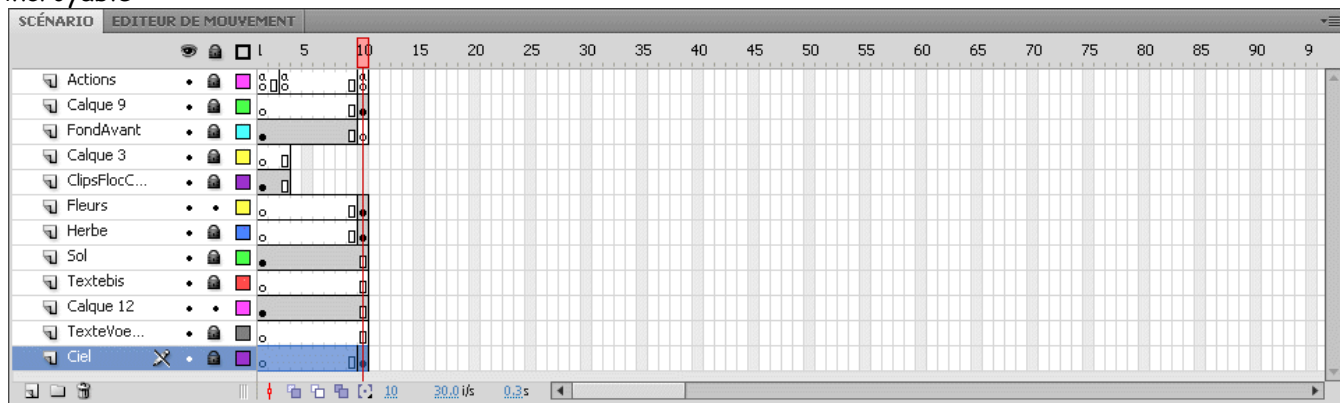 SCÉNARIO EDITEUR DE MOUVEMENT
1 5 10 15 20 25 30 35 40 45 50 55 60 65 70 75 80 85 90 9
Actions
Calque 9
FondAvant
Calque 3
ClipsFlocC...
Fleurs
Herbe
Sol
Textebis
Calque 12
TexteVoe...
Ciel
10 30.0 i/s 0.3 s